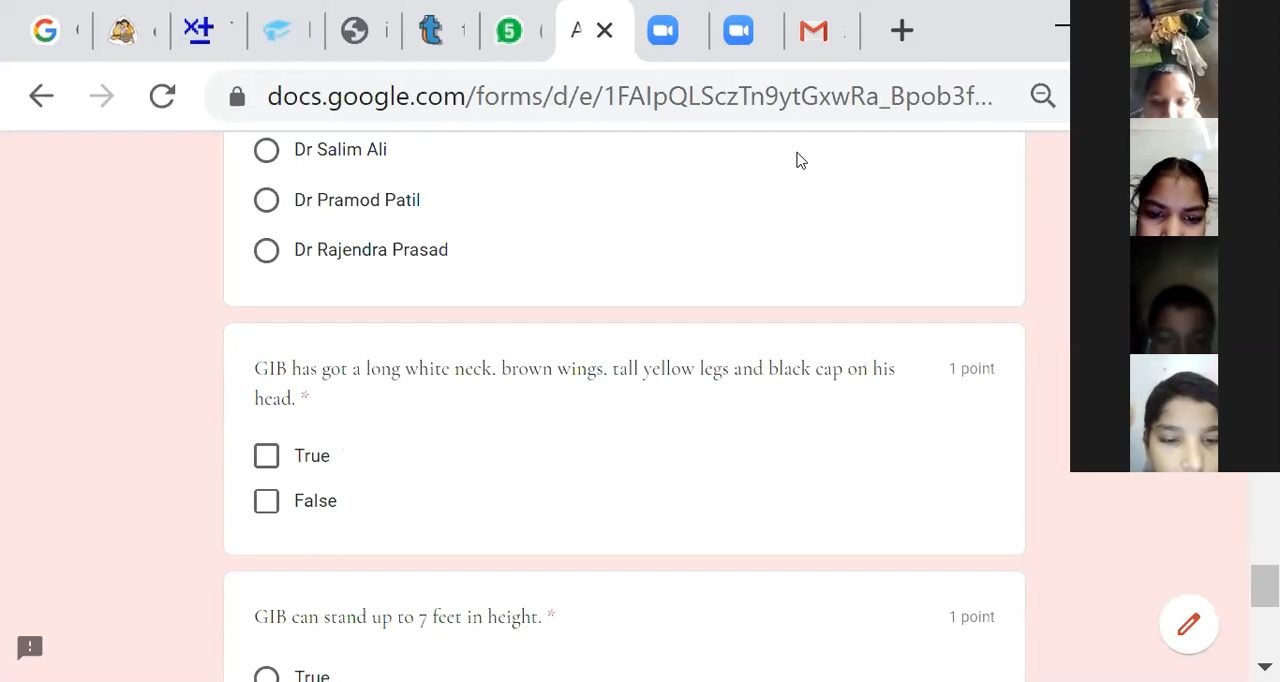 docs.google.com/forms/d/e/1FAIpQLSczTn9ytGxwRa_Bpob3f...
Dr Salim Ali
Dr Pramod Patil
Dr Rajendra Prasad
GIB has got a long white neck. brown wings. tall yellow legs and black cap on his 1 point
head. *
True
False
GIB can stand up to 7 feet in height. * 1 point
True